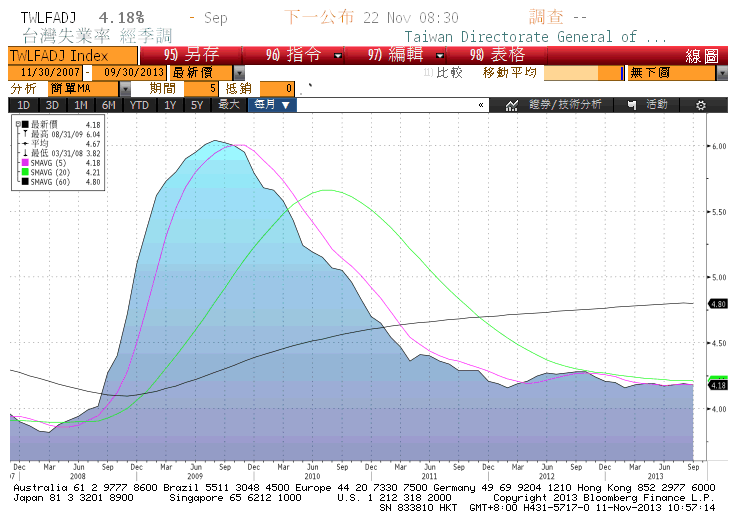 TWLFADJ 4.18% - Sep 下一公布 22 Nov 08:30 調查 --
台灣失業率 經季調 Taiwan Directorate General of ...
TWLFADJ Index 95) 另存 96) 指令 97) 編輯 98) 表格 線圖
11/30/2007 - 09/30/2013 最新價 比較 移動平均 無下圖
分析 簡單MA 期間 5 抵銷 0
1D 3D 1M 6M YTD 1Y 5Y 最大 每月 ▼ « 證券/技術分析 活動
最新價 4.18
最高 08/31/09 6.04
平均 4.67
最低 03/31/08 3.82
SMAVG (5) 4.18
SMAVG (20) 4.21
SMAVG (60) 4.80
6.00
5.50
5.00
4.80
4.50
4.18
4.00
Dec Mar Jun Sep Dec Mar Jun Sep Dec Mar Jun Sep Dec Mar Jun Sep Dec Mar Jun Sep Dec Mar Jun Sep
2008 2009 2010 2011 2012 2013
Australia 61 2 9777 8600 Brazil 5511 3048 4500 Europe 44 20 7330 7500 Germany 49 69 9204 1210 Hong Kong 852 2977 6000
Japan 81 3 3201 8900 Singapore 65 6212 1000 U.S. 1 212 318 2000 Copyright 2013 Bloomberg Finance L.P.
SN 833810 HKT GMT+8:00 H431-5717-0 11-Nov-2013 10:57:14